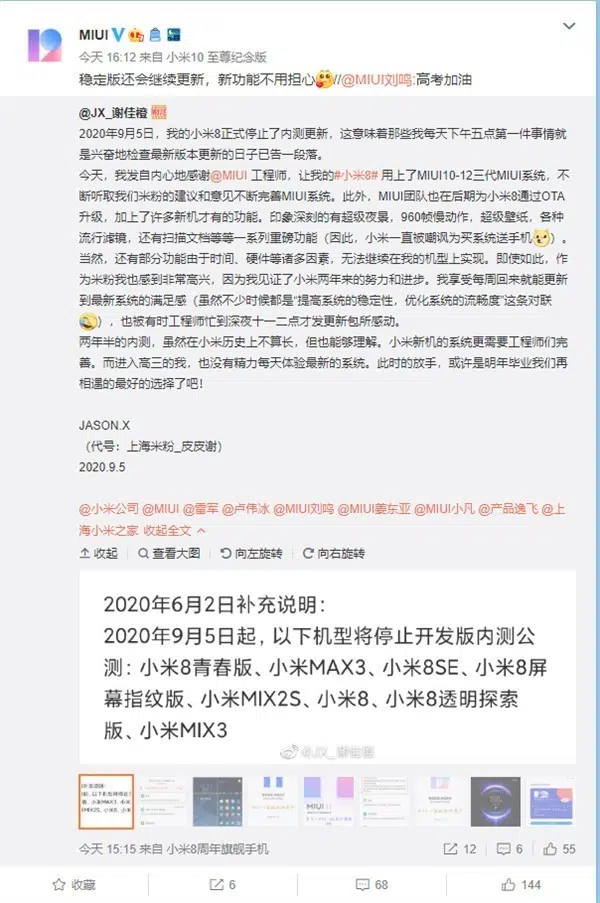 MIUI
今天 16:12 来自 小米10 至尊纪念版
稳定版还会继续更新，新功能不用担心//@MIUI刘鸣:高考加油
@JX_谢佳橙
2020年9月5日，我的小米8正式停止了内测更新，这意味着那些我每天下午五点第一件事情就
是兴奋地检查最新版本更新的日子已告一段落。
今天，我发自内心地感谢@MIUI 工程师，让我的#小米8# 用上了MIUI10-12三代MIUI系统，不
断听取我们米粉的建议和意见不断完善MIUI系统。此外，MIUI团队也在后期为小米8通过OTA
升级，加上了许多新机才有的功能。印象深刻的有超级夜景，960帧慢动作，超级壁纸，各种
流行滤镜，还有扫描文档等等一系列重磅功能（因此，小米一直被嘲讽为买系统送手机）。
当然，还有部分功能由于时间、硬件等诸多因素，无法继续在我的机型上实现。即使如此，作
为米粉我也感到非常高兴，因为我见证了小米两年来的努力和进步。我享受每周回来就能更新
到最新系统的满足感（虽然不少时候都是“提高系统的稳定性，优化系统的流畅度”这条对联
），也被有时工程师忙到深夜十一二点才发更新包所感动。
两年半的内测，虽然在小米历史上不算长，但也能够理解。小米新机的系统更需要工程师们完
善。而进入高三的我，也没有精力每天体验最新的系统。此时的放手，或许是明年毕业我们再
相遇的最好的选择了吧！
JASON.X
（代号：上海米粉_皮皮谢）
2020.9.5
@小米公司 @MIUI @雷军 @卢伟冰 @MIUI刘鸣 @MIUI姜东亚 @MIUI小凡 @产品逸飞 @上
海小米之家 收起全文
收起 查看大图 向左旋转 向右旋转
2020年6月2日补充说明：
2020年9月5日起，以下机型将停止开发版内测公
测：小米8青春版、小米MAX3、小米8SE、小米8屏
幕指纹版、小米MIX2S、小米8、小米8透明探索
版、小米MIX3
@JX_谢佳橙
今天 15:15 来自 小米8周年旗舰手机 12 6 55
收藏 6 68 144